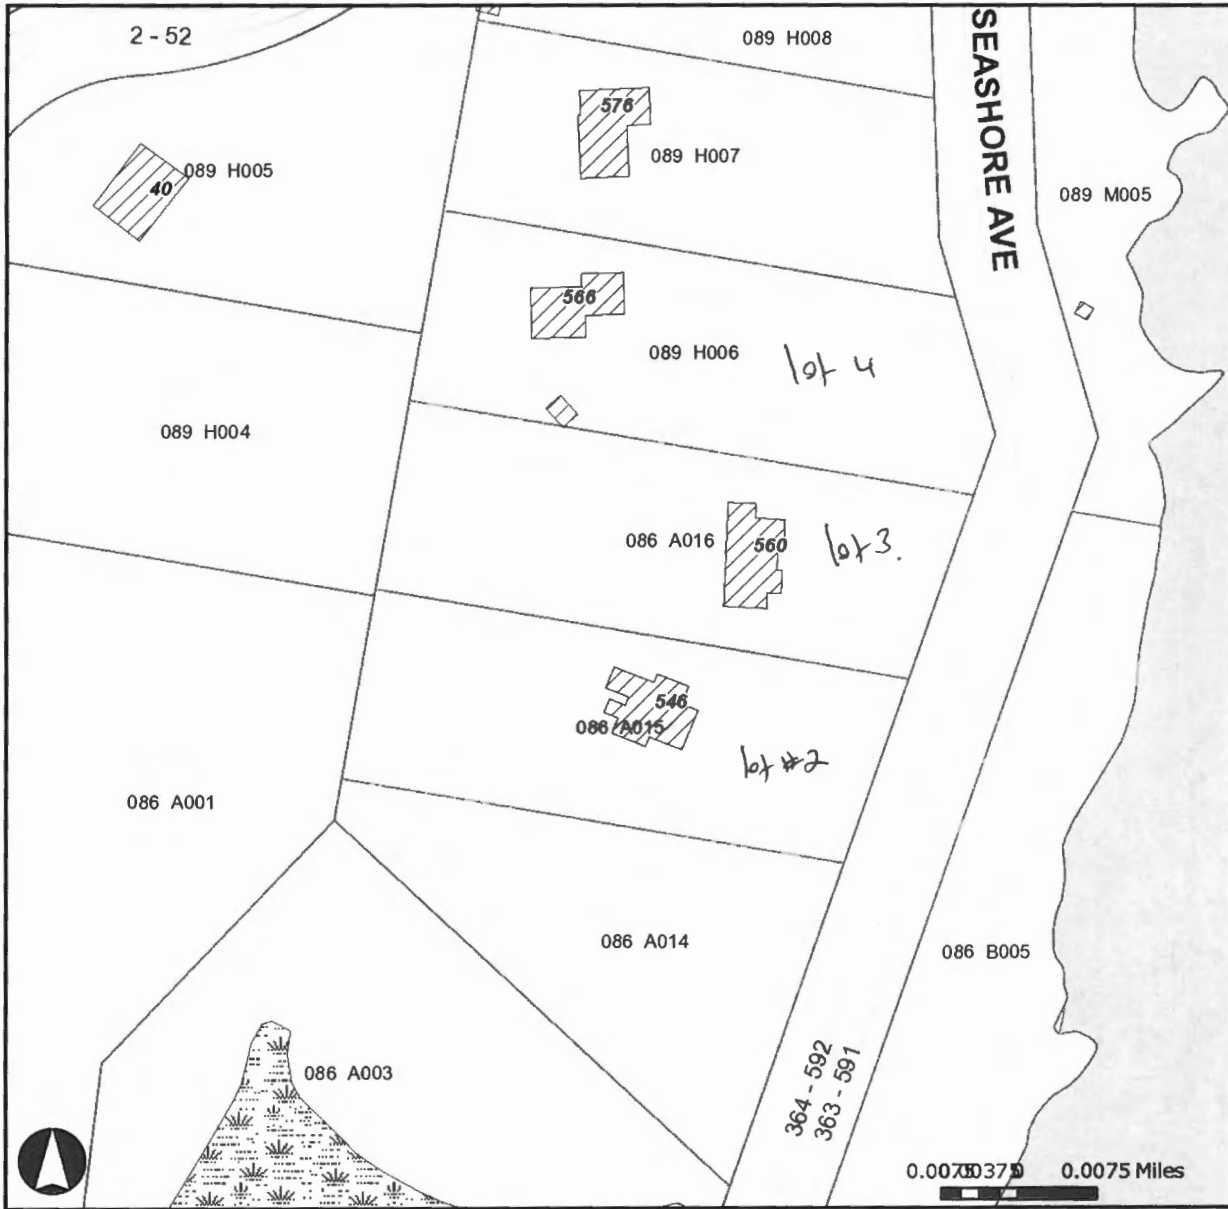 2 - 52
089 H008
SEASHORE AVE
576
089 H007
089 H005
40
089 M005
566
089 H006
lot 4
089 H004
086 A016
560
lot 3.
546
086 A015
lot #2
086 A001
086 A014
086 B005
086 A003
364 - 592
363 - 591
0.0075 Miles